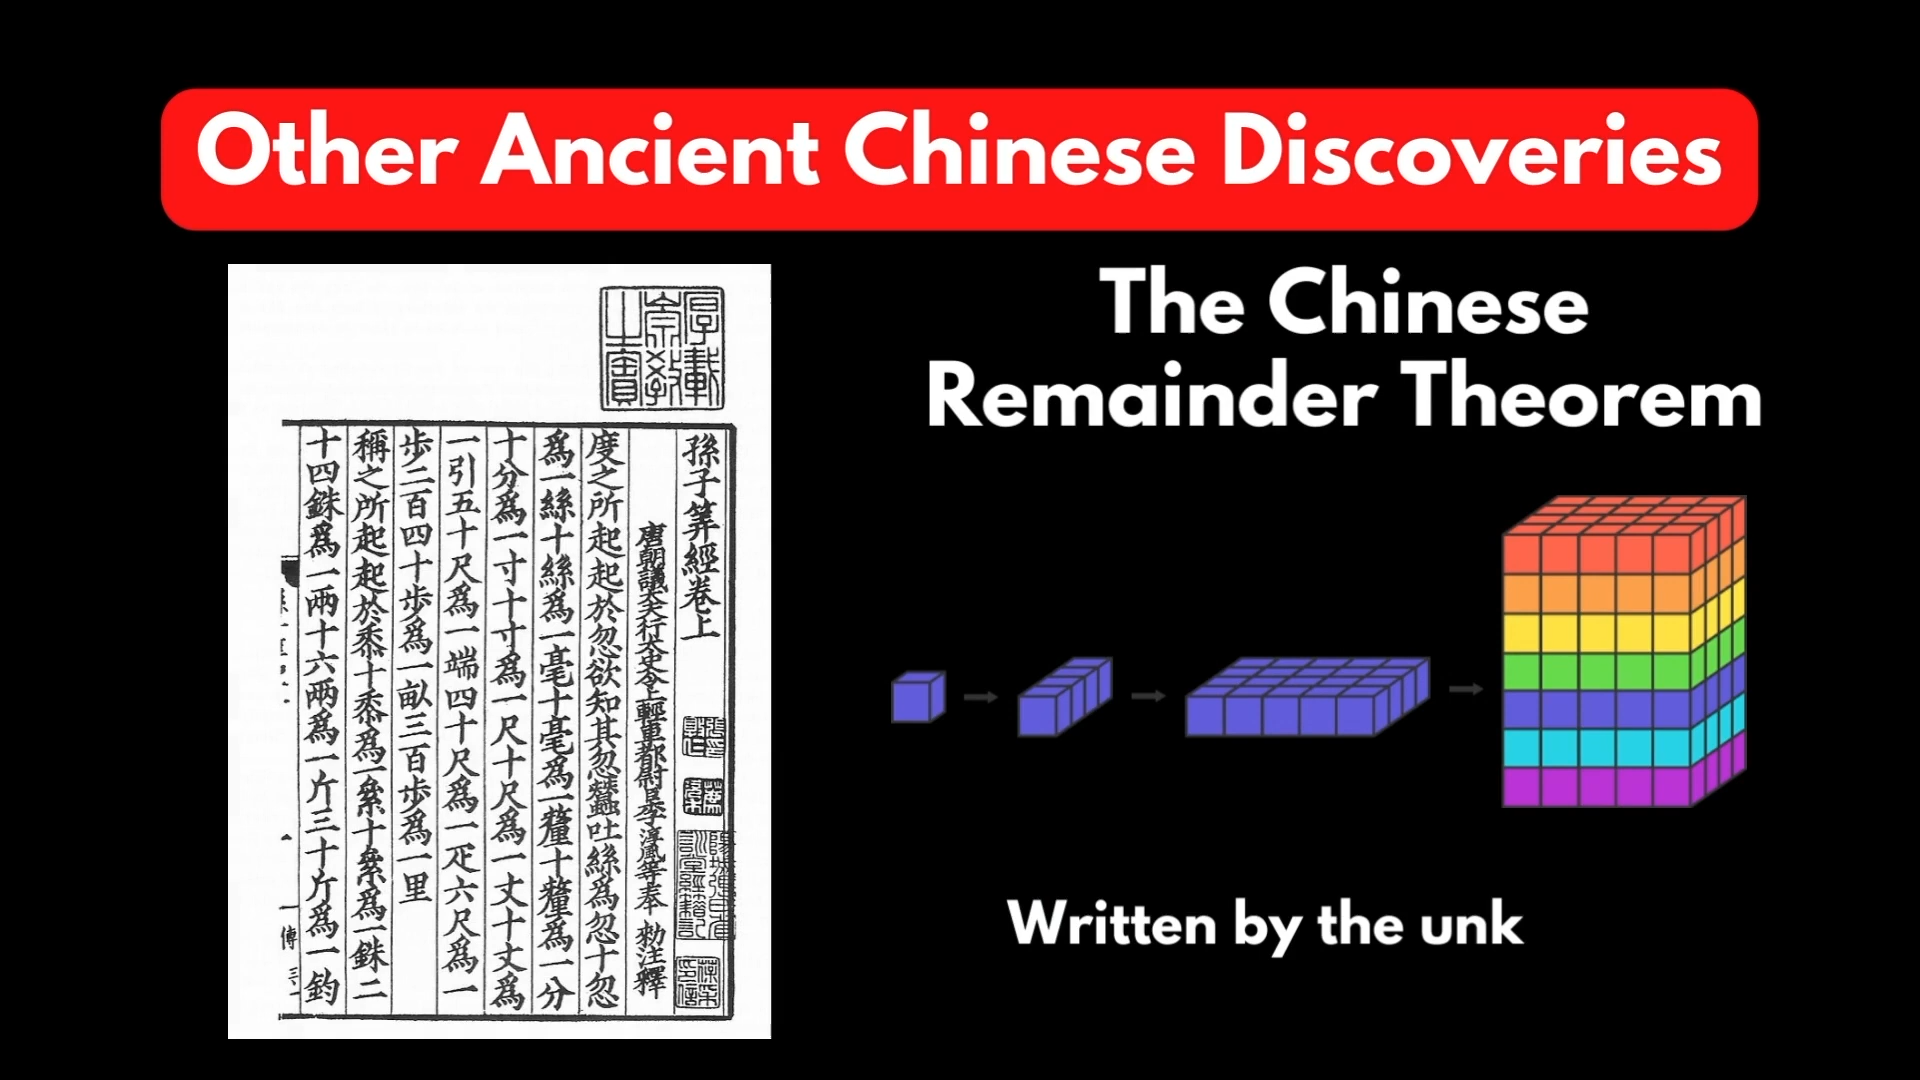 Other Ancient Chinese Discoveries
孫子筭經卷上
唐朝議大夫行太史令上輕車都尉臣李淳風等奉 勅注釋
度之所起起於忽欲知其忽蠶吐絲為忽十忽
爲一絲十絲爲一毫十毫爲一釐十釐爲一分
十分爲一寸十寸爲一尺十尺爲一丈十丈爲
一引五十尺爲一端四十尺爲一疋六尺爲一
歩二百四十歩爲一畝三百歩爲一里
稱之所起起於黍十黍爲一絫十絫爲一銖二
十四銖爲一兩十六兩爲一斤三十斤爲一鈞
The Chinese
Remainder Theorem
Written by the unk